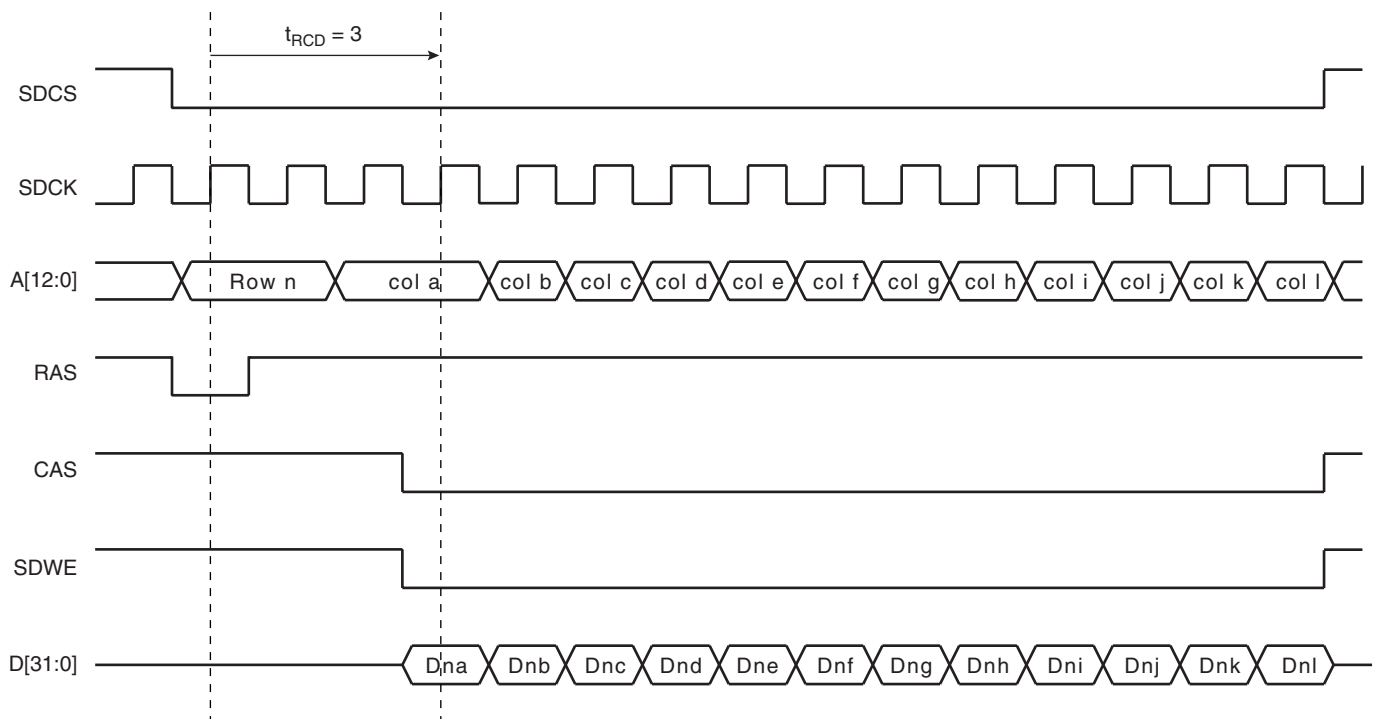 tRCD = 3
SDCS
SDCK
A[12:0] Row n col a col b col c col d col e col f col g col h col i col j col k col l
RAS
CAS
SDWE
D[31:0] Dna Dnb Dnc Dnd Dne Dnf Dng Dnh Dni Dnj Dnk Dnl